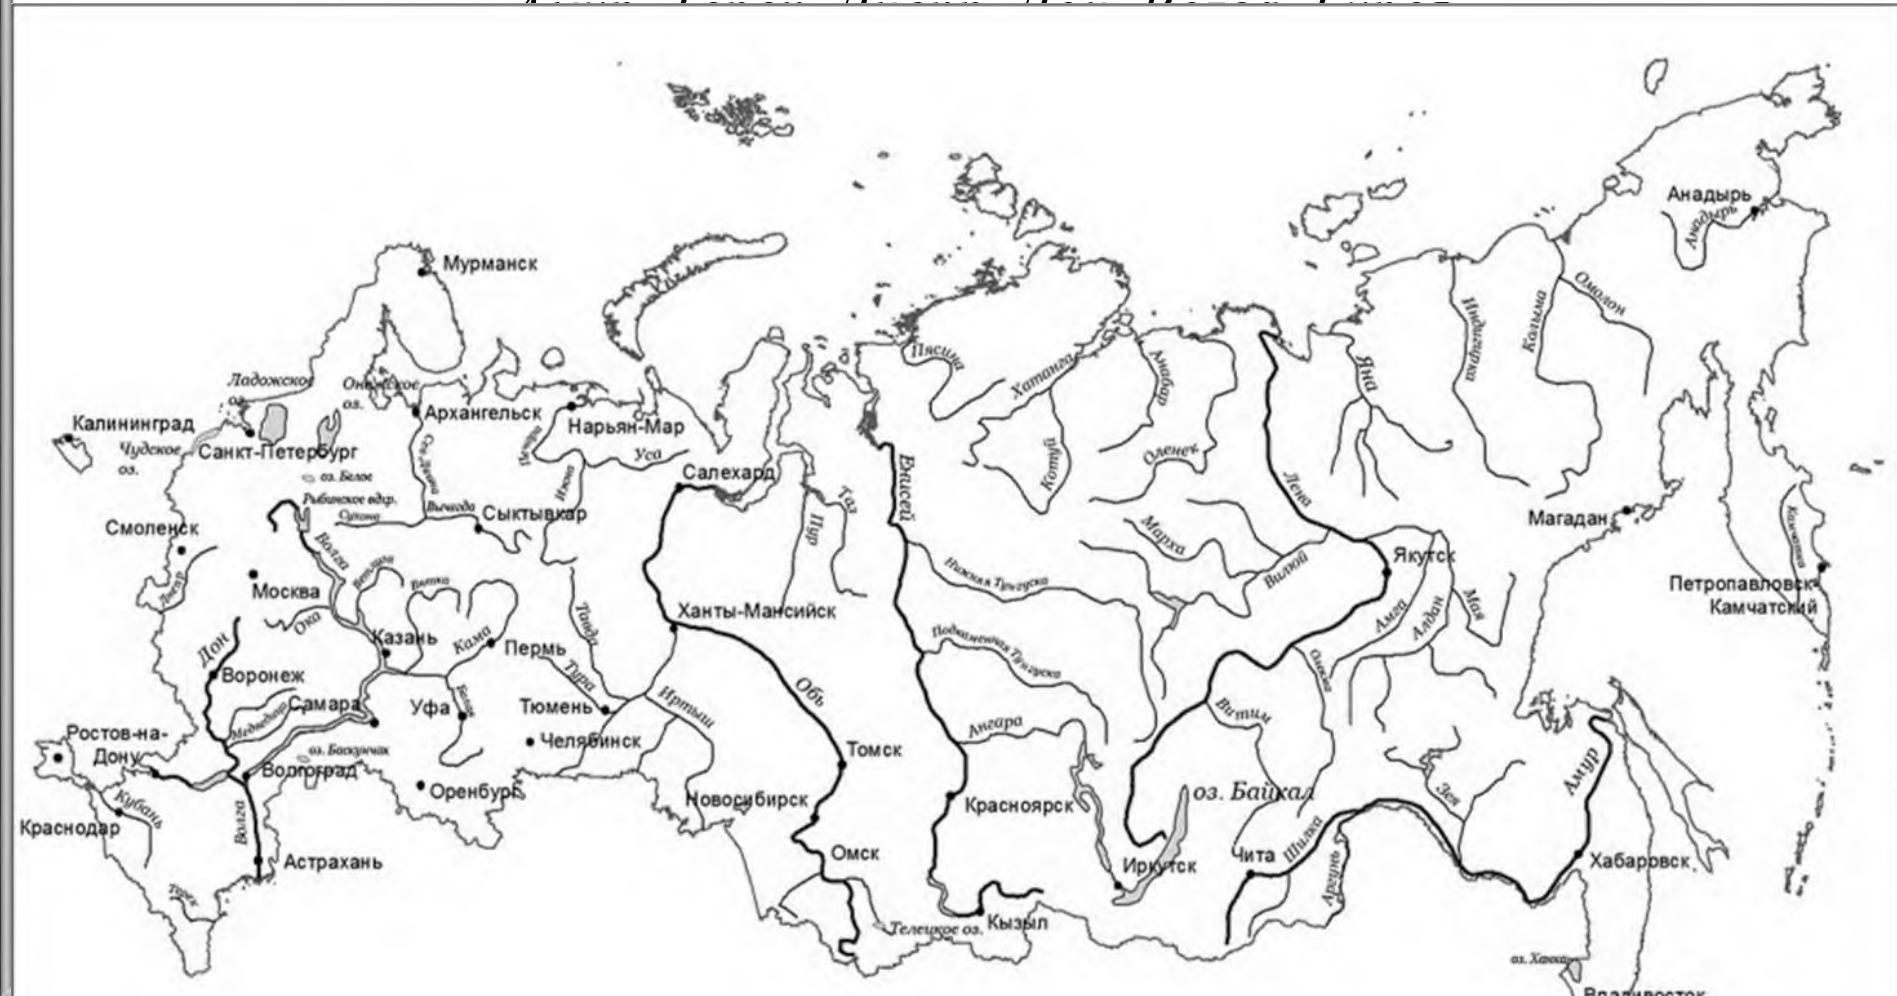 Анадырь
Анадырь
Мурманск
Омолон
Индигирка
Колыма
Пясина
Хатанга
Анабар
Яна
Ладожское
оз.
Онежское
оз.
Калининград
Архангельск
Нарьян-Мар
Чудское
оз.
Санкт-Петербург
Сев. Двина
Уса
Котуй
Оленек
Салехард
Енисей
оз. Белое
Ижма
Лена
Таз
Рыбинское вдхр.
Сухона
Вычегда
Сыктывкар
Пур
Магадан
Камчатка
Смоленск
Волга
Марха
Якутск
Ветлуга
Вятка
Нижняя Тунгуска
Вилюй
Петропавловск-
Камчатский
Днепр
Москва
Ока
Ханты-Мансийск
Тавда
Амга
Алдан
Мая
Дон
Казань
Кама
Пермь
Подкаменная Тунгуска
Воронеж
Тура
Олекма
Медведица
Самара
Уфа
Белая
Тюмень
Иртыш
Обь
Витим
Ангара
Ростов-на-
Дону
оз. Баскунчак
Челябинск
Томск
Волгоград
Оренбург
Амур
Зея
Кубань
Новосибирск
Красноярск
оз. Байкал
Краснодар
Волга
Шилка
Астрахань
Омск
Иркутск
Чита
Аргунь
Хабаровск
Терек
Телецкое оз.
Кызыл
оз. Ханка
Владивосток